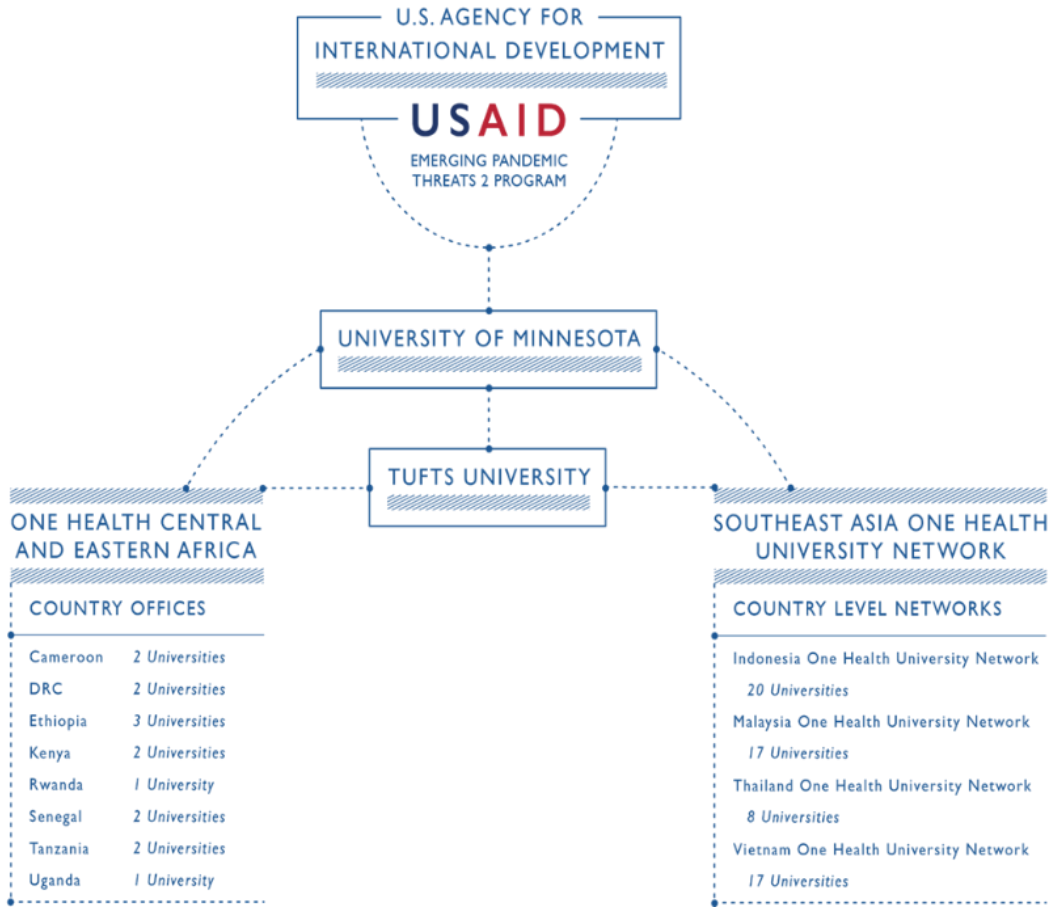 U.S. AGENCY FOR
INTERNATIONAL DEVELOPMENT
USAID
EMERGING PANDEMIC
THREATS 2 PROGRAM
UNIVERSITY OF MINNESOTA
TUFTS UNIVERSITY
ONE HEALTH CENTRAL
AND EASTERN AFRICA
COUNTRY OFFICES
Cameroon 2 Universities
DRC 2 Universities
Ethiopia 3 Universities
Kenya 2 Universities
Rwanda 1 University
Senegal 2 Universities
Tanzania 2 Universities
Uganda 1 University
SOUTHEAST ASIA ONE HEALTH
UNIVERSITY NETWORK
COUNTRY LEVEL NETWORKS
Indonesia One Health University Network
20 Universities
Malaysia One Health University Network
17 Universities
Thailand One Health University Network
8 Universities
Vietnam One Health University Network
17 Universities